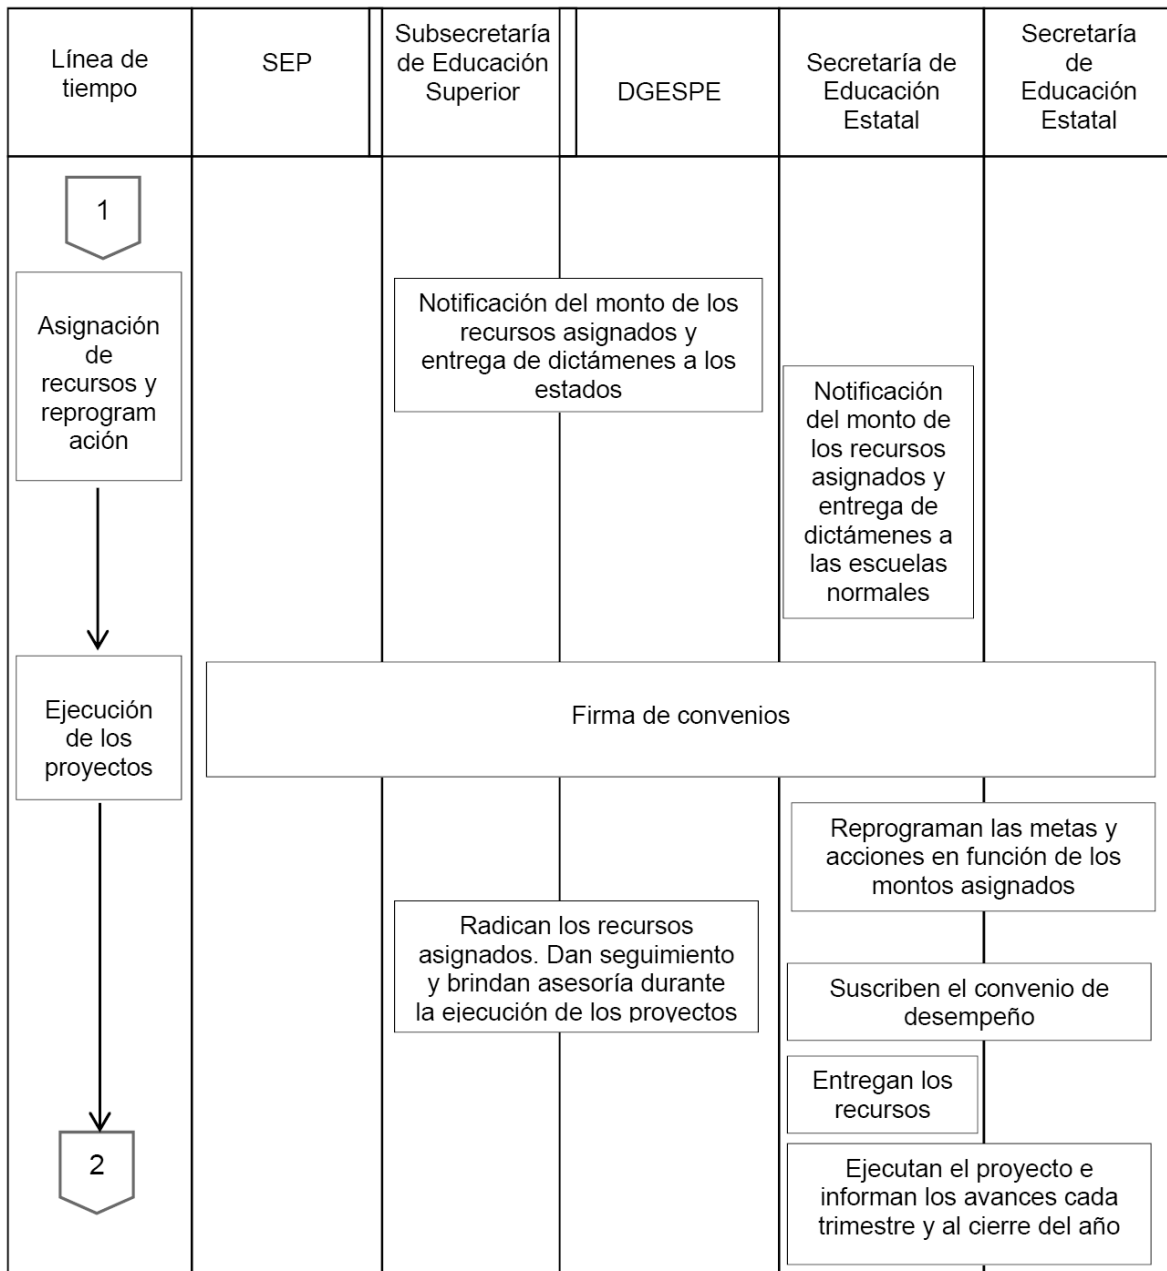 Línea de
tiempo
SEP
Subsecretaría
de Educación
Superior
DGESPE
Secretaría de
Educación
Estatal
Secretaría
de
Educación
Estatal
1
Asignación
de
recursos y
reprogram
ación
Notificación del monto de los
recursos asignados y
entrega de dictámenes a los
estados
Notificación
del monto de
los recursos
asignados y
entrega de
dictámenes a
las escuelas
normales
Ejecución
de los
proyectos
Firma de convenios
Reprograman las metas y
acciones en función de los
montos asignados
Radican los recursos
asignados. Dan seguimiento
y brindan asesoría durante
la ejecución de los proyectos
Suscriben el convenio de
desempeño
Entregan los
recursos
2
Ejecutan el proyecto e
informan los avances cada
trimestre y al cierre del año